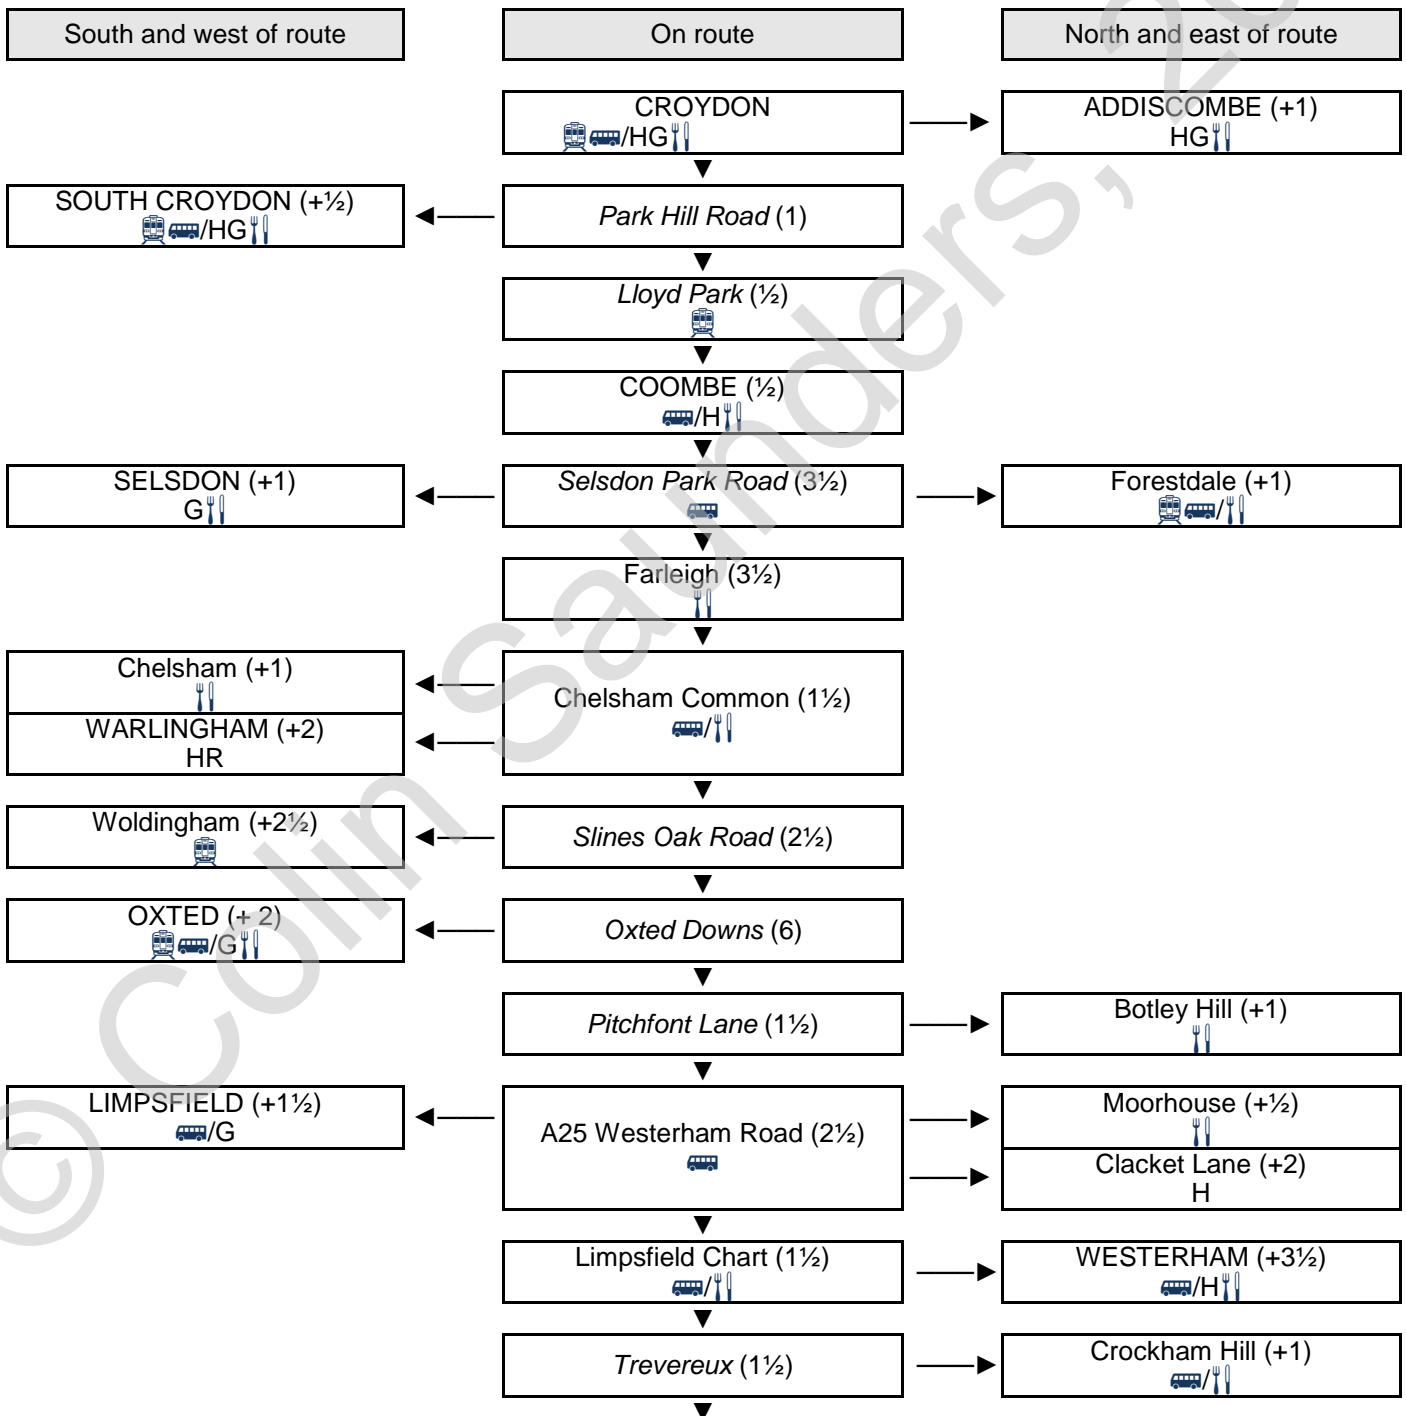 South and west of route
On route
North and east of route
CROYDON
/HG
ADDISCOMBE (+1)
HG
SOUTH CROYDON (+½)
/HG
Park Hill Road (1)
Lloyd Park (½)
COOMBE (½)
/H
SELSDON (+1)
G
Selsdon Park Road (3½)
Forestdale (+1)
/
Farleigh (3½)
Chelsham (+1)
WARLINGHAM (+2)
HR
Chelsham Common (1½)
/
Woldingham (+2½)
Slines Oak Road (2½)
OXTED (+ 2)
/G
Oxted Downs (6)
Pitchfont Lane (1½)
Botley Hill (+1)
LIMPSFIELD (+1½)
/G
A25 Westerham Road (2½)
Moorhouse (+½)
Clacket Lane (+2)
H
Limpsfield Chart (1½)
/
WESTERHAM (+3½)
/H
Trevereux (1½)
Crockham Hill (+1)
/
© Colin Saunders, 20